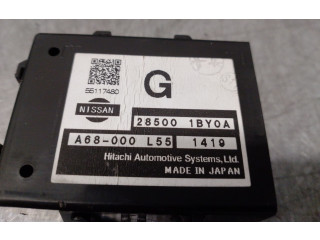 G
55117480
NISSAN
28500 1BY0A
A68-000 L55 1419
Hitachi Automotive Systems, Ltd.
MADE IN JAPAN